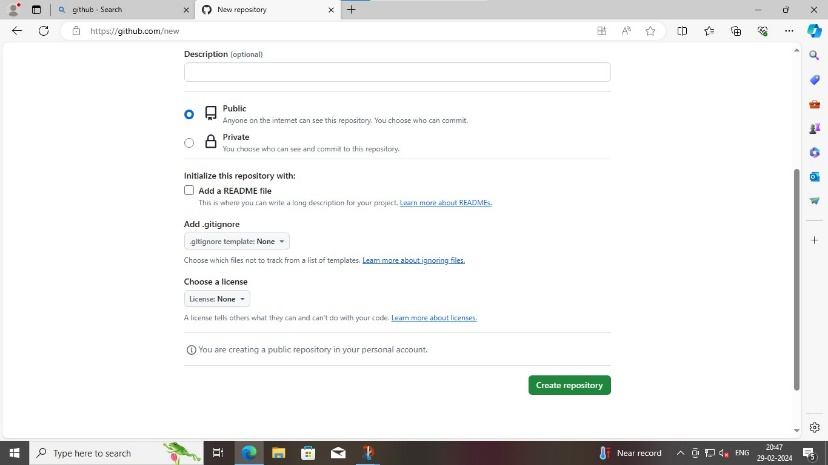 github - Search
New repository
https://github.com/new
Description (optional)
Public
Anyone on the internet can see this repository. You choose who can commit.
Private
You choose who can see and commit to this repository.
Initialize this repository with:
Add a README file
This is where you can write a long description for your project. Learn more about READMEs.
Add .gitignore
.gitignore template: None
Choose which files not to track from a list of templates. Learn more about ignoring files.
Choose a license
License: None
A license tells others what they can and can't do with your code. Learn more about licenses.
You are creating a public repository in your personal account.
Create repository
Type here to search
Near record
ENG
20:47
29-02-2024
5